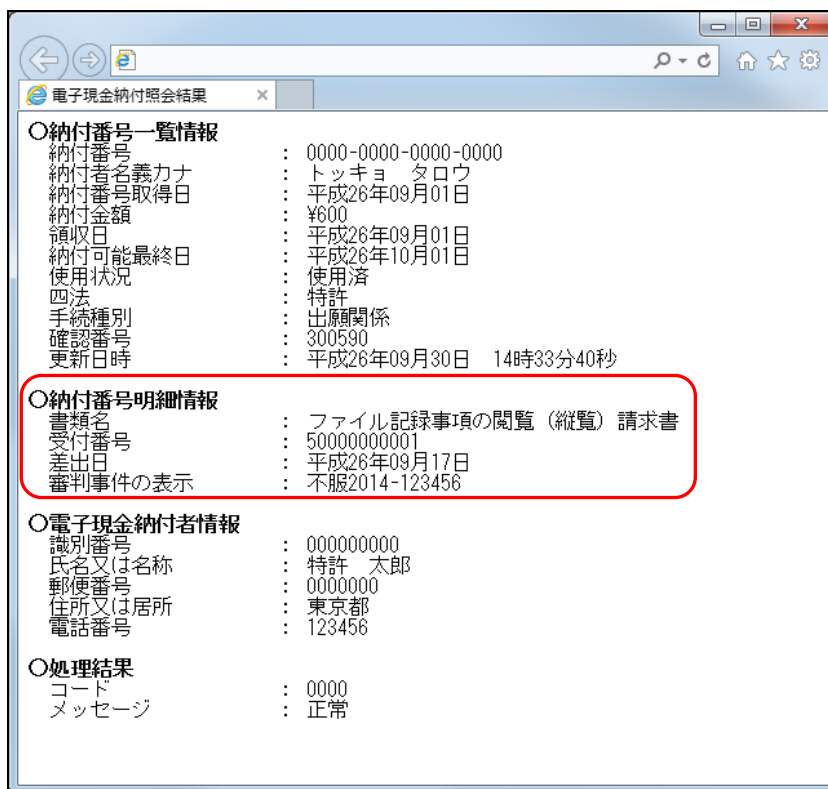 電子現金納付照会結果
○納付番号一覧情報
納付番号 : 0000-0000-0000-0000
納付者名義カナ : トッキョ タロウ
納付番号取得日 : 平成26年09月01日
納付金額 : ¥600
領収日 : 平成26年09月01日
納付可能最終日 : 平成26年10月01日
使用状況 : 使用済
四法 : 特許
手続種別 : 出願関係
確認番号 : 300590
更新日時 : 平成26年09月30日 14時33分40秒
○納付番号明細情報
書類名 : ファイル記録事項の閲覧(縦覧)請求書
受付番号 : 50000000001
差出日 : 平成26年09月17日
審判事件の表示 : 不服2014-123456
○電子現金納付者情報
識別番号 : 000000000
氏名又は名称 : 特許 太郎
郵便番号 : 0000000
住所又は居所 : 東京都
電話番号 : 123456
○処理結果
コード : 0000
メッセージ : 正常